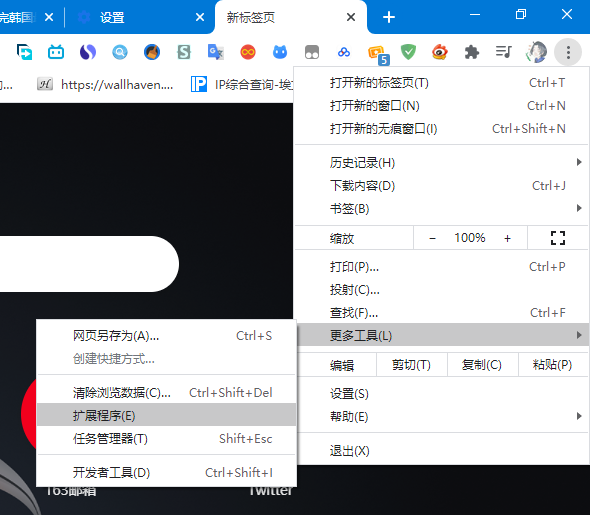 完韩国
设置
新标签页
5
的...
https://wallhaven....
IP综合查询-埃文
打开新的标签页(T) Ctrl+T
打开新的窗口(N) Ctrl+N
打开新的无痕窗口(I) Ctrl+Shift+N
历史记录(H)
下载内容(D) Ctrl+J
书签(B)
缩放 − 100% +
打印(P)... Ctrl+P
投射(C)...
查找(F)... Ctrl+F
更多工具(L)
编辑 剪切(T) 复制(C) 粘贴(P)
设置(S)
帮助(E)
退出(X)
网页另存为(A)... Ctrl+S
创建快捷方式...
清除浏览数据(C)... Ctrl+Shift+Del
扩展程序(E)
任务管理器(T) Shift+Esc
开发者工具(D) Ctrl+Shift+I
163邮箱
Twitter